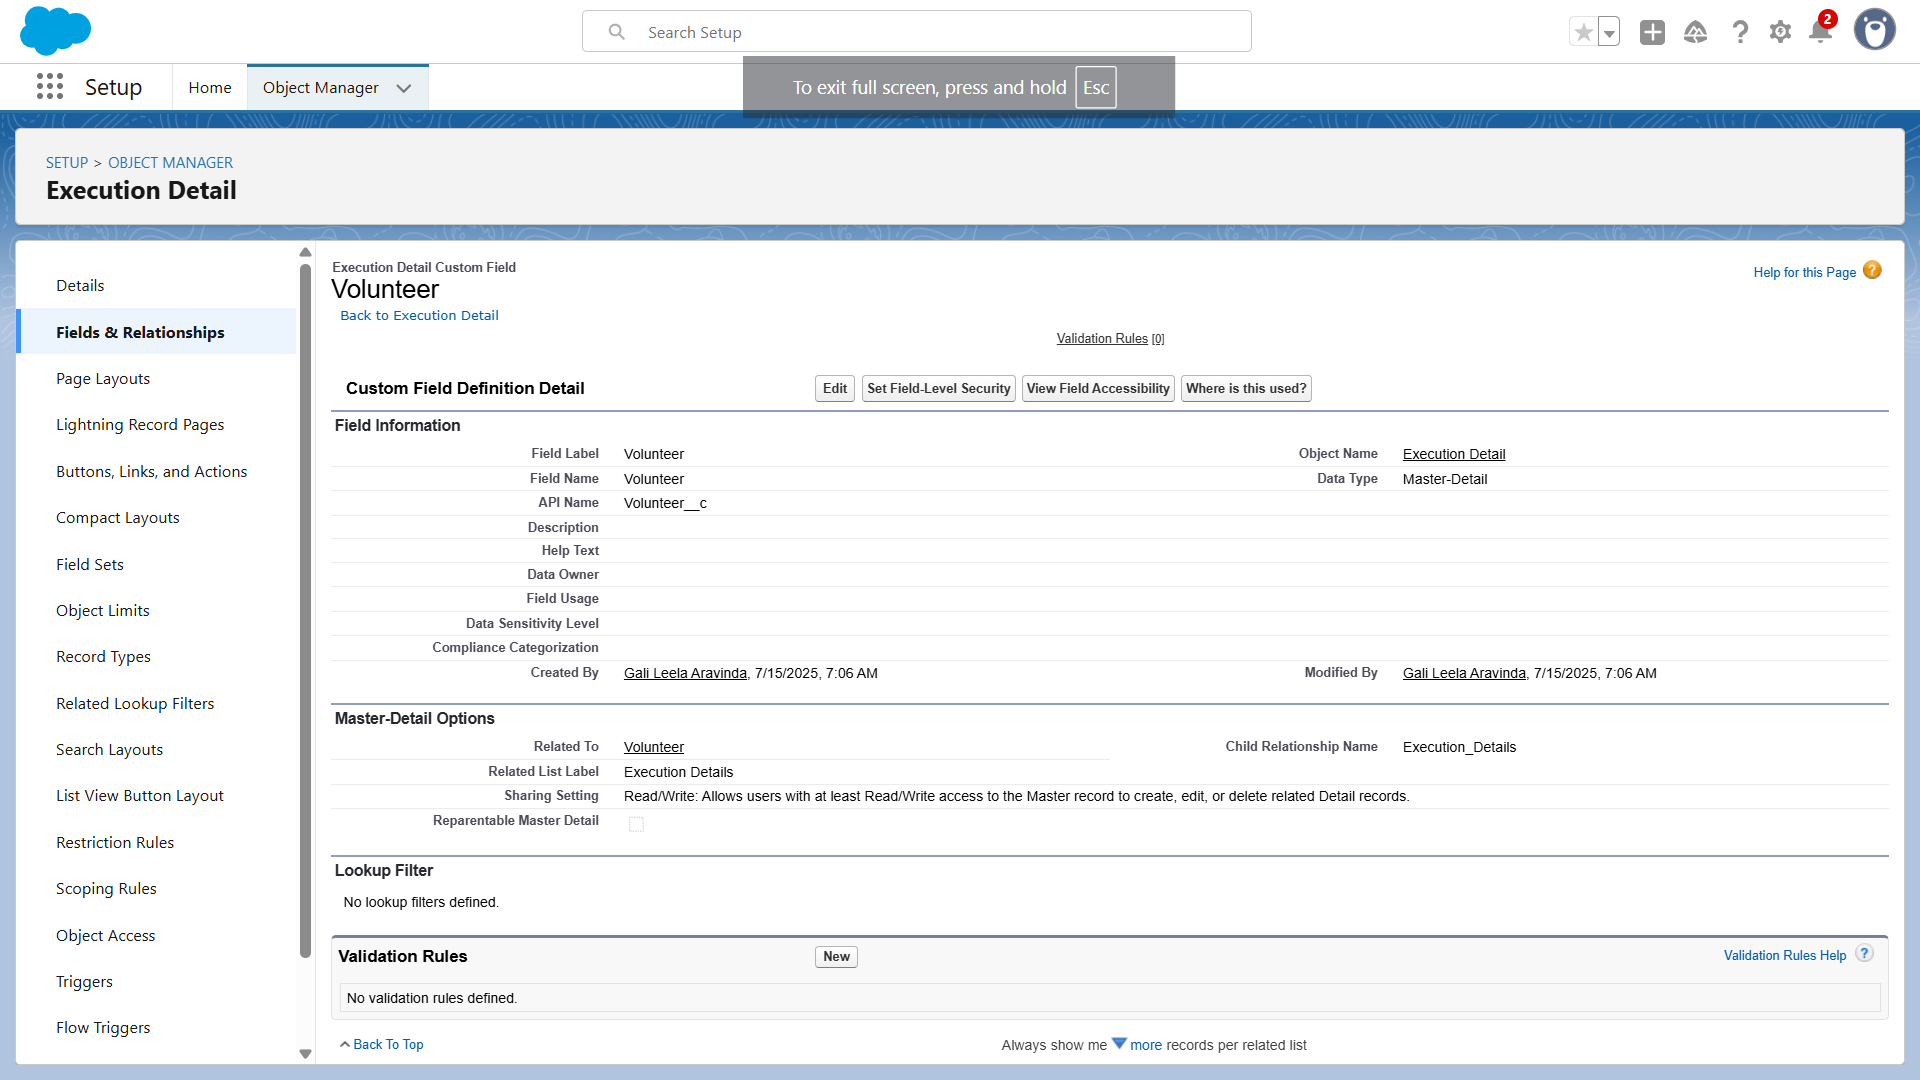 Search Setup
2
Setup
Home
Object Manager
To exit full screen, press and hold Esc
SETUP > OBJECT MANAGER
Execution Detail
Details
Fields & Relationships
Page Layouts
Lightning Record Pages
Buttons, Links, and Actions
Compact Layouts
Field Sets
Object Limits
Record Types
Related Lookup Filters
Search Layouts
List View Button Layout
Restriction Rules
Scoping Rules
Object Access
Triggers
Flow Triggers
Execution Detail Custom Field
Volunteer
Back to Execution Detail
Help for this Page ?
Validation Rules [0]
Custom Field Definition Detail
Edit
Set Field-Level Security
View Field Accessibility
Where is this used?
Field Information
Field Label Volunteer Object Name Execution Detail
Field Name Volunteer Data Type Master-Detail
API Name Volunteer__c
Description
Help Text
Data Owner
Field Usage
Data Sensitivity Level
Compliance Categorization
Created By Gali Leela Aravinda, 7/15/2025, 7:06 AM Modified By Gali Leela Aravinda, 7/15/2025, 7:06 AM
Master-Detail Options
Related To Volunteer Child Relationship Name Execution_Details
Related List Label Execution Details
Sharing Setting Read/Write: Allows users with at least Read/Write access to the Master record to create, edit, or delete related Detail records.
Reparentable Master Detail
Lookup Filter
No lookup filters defined.
Validation Rules New Validation Rules Help ?
No validation rules defined.
Back To Top Always show me more records per related list